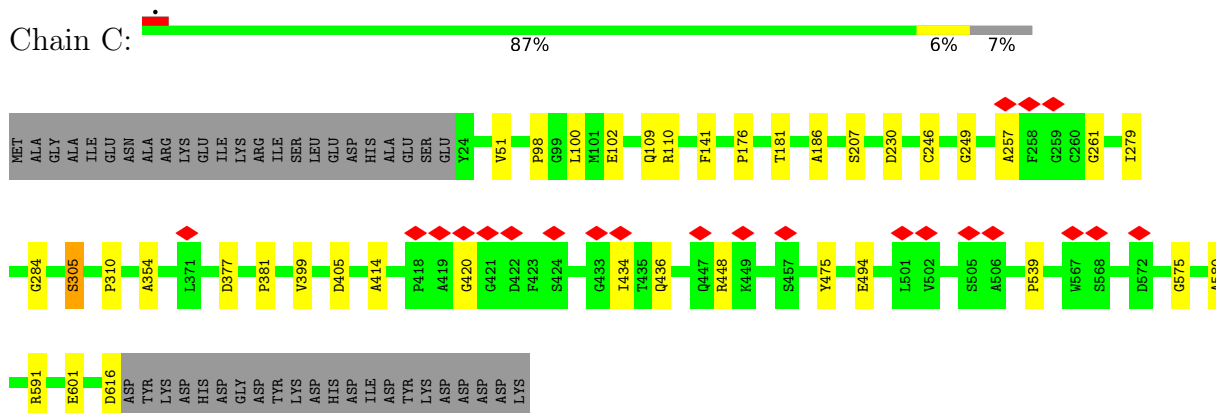 Chain C:
87% 6% 7%
MET ALA GLY ALA ILE GLU ASN ALA ARG LYS GLU ILE LYS ARG ILE SER LEU GLU ASP HIS ALA GLU SER GLU Y24 V51 P98 G99 L100 M101 E102 Q109 R110 F141 P176 T181 A186 S207 D230 C246 G249 A257 F258 G259 C260 G261 I279
G284 S305 P310 A354 L371 D377 P381 V399 D405 A414 P418 A419 G420 G421 D422 F423 S424 G433 I434 T435 Q436 Q447 R448 K449 S457 Y475 E494 L501 V502 S505 A506 P539 W567 S568 D572 G575 A580
R591 E601 D616 ASP TYR LYS ASP HIS ASP GLY ASP TYR LYS ASP HIS ASP ILE ASP TYR LYS ASP ASP ASP ASP LYS